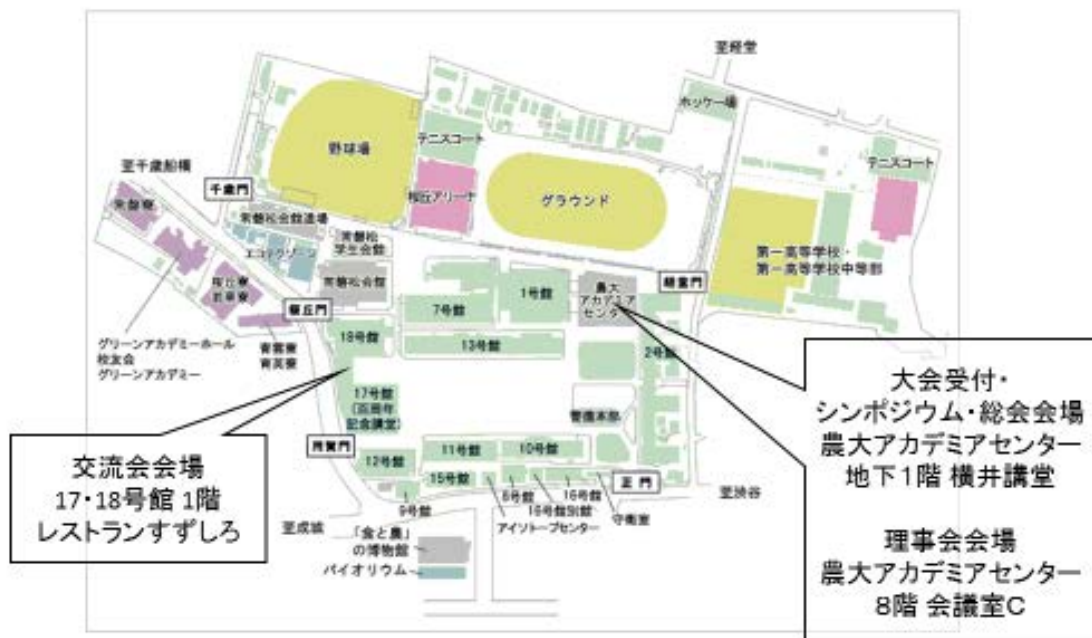 至経堂
ホッケー場
テニスコート
野球場
テニスコート
至千歳船橋
千歳門
桜丘アリーナ
グラウンド
常磐寮
常磐松会館道場
常磐松
学生会館
エコテクゾーン
第一高等学校・
第一高等学校中等部
経堂門
農大
アカデミア
センター
1号館
常磐松会館
桜丘寮
7号館
桜丘門
18号館
13号館
2号館
グリーンアカデミーホール
校友会
グリーンアカデミー
青雲寮
育英寮
17号館
(百周年
記念講堂)
常磐門
11号館
10号館
12号館
15号館
正門
8号館
16号館
16号館別館
守衛室
9号館
アイソトープセンター
至渋谷
至成城
「食と農」
の博物館
バイオリウム
交流会会場
17・18号館 1階
レストランすずしろ
大会受付・
シンポジウム・総会会場
農大アカデミアセンター
地下1階 横井講堂
理事会会場
農大アカデミアセンター
8階 会議室C